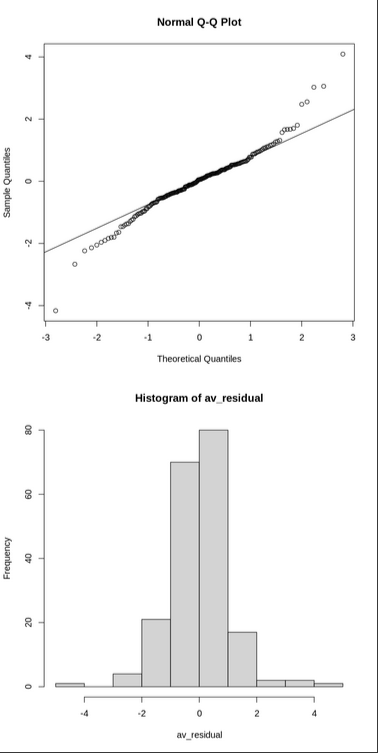 Normal Q-Q Plot
4
2
0
-2
-4
Sample Quantiles
-3 -2 -1 0 1 2 3
Theoretical Quantiles
Histogram of av_residual
80
60
40
20
0
Frequency
-4 -2 0 2 4
av_residual